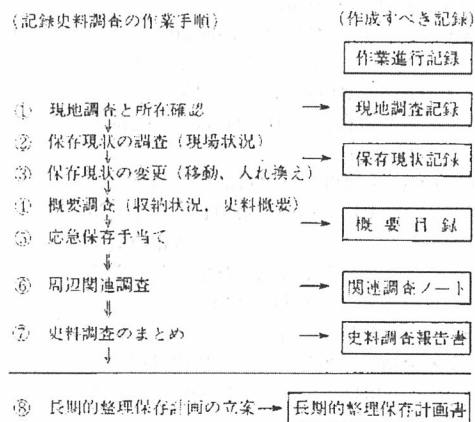 (記録史料調査の作業手順) (作成すべき記録)
作業進行記録
① 現地調査と所在確認 → 現地調査記録
② 保存現状の調査(現場状況)
→ 保存現状記録
③ 保存現状の変更(移動、入れ換え)
④ 概要調査(収納状況、史料概要)
→ 概要目録
⑤ 応急保存手当て
⑥ 周辺関連調査 → 関連調査ノート
⑦ 史料調査のまとめ → 史料調査報告書
⑧ 長期的整理保存計画の立案→ 長期的整理保存計画書